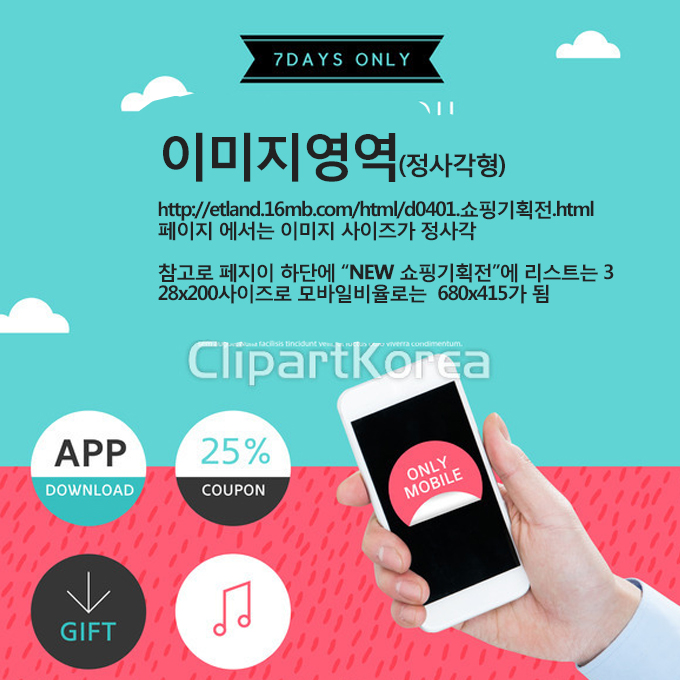 7DAYS ONLY
이미지영역(정사각형)
http://etland.16mb.com/html/d0401.쇼핑기획전.html
페이지 에서는 이미지 사이즈가 정사각
참고로 페지이 하단에 “NEW 쇼핑기획전”에 리스트는 3
28x200사이즈로 모바일비율로는 680x415가 됨
facilisis tincidunt viverra condimentum.
ClipartKorea
APP
DOWNLOAD
25%
COUPON
ONLY
MOBILE
GIFT